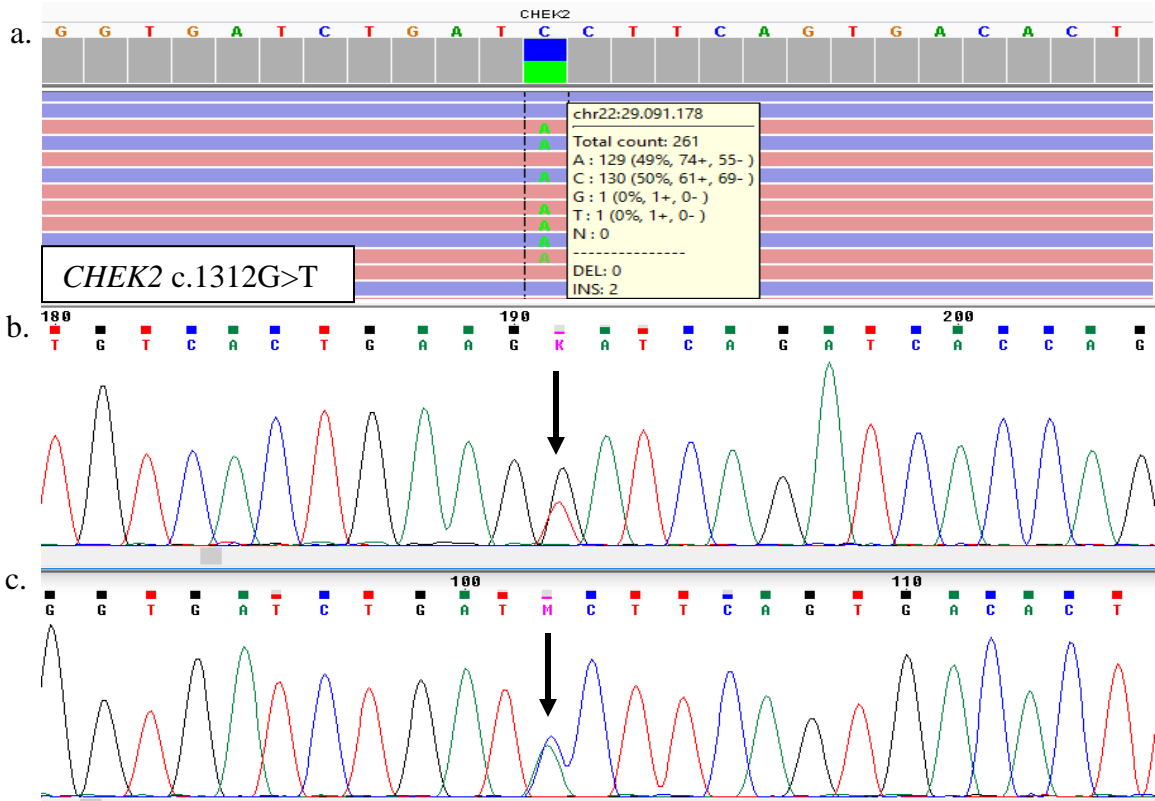 CHEK2
a.
G G T G A T C T G A T C C T T C A G T G A C A C T
chr22:29.091.178
Total count: 261
A : 129 (49%, 74+, 55- )
C : 130 (50%, 61+, 69- )
G : 1 (0%, 1+, 0- )
T : 1 (0%, 1+, 0- )
N : 0
---------------
DEL: 0
INS: 2
A
A
A
A
A
A
A
CHEK2 c.1312G>T
b.
180 190 200
T G T C A C T G A A G K A T C A G A T C A C C A G
c.
100 110
G G T G A T C T G A T M C T T C A G T G A C A C T